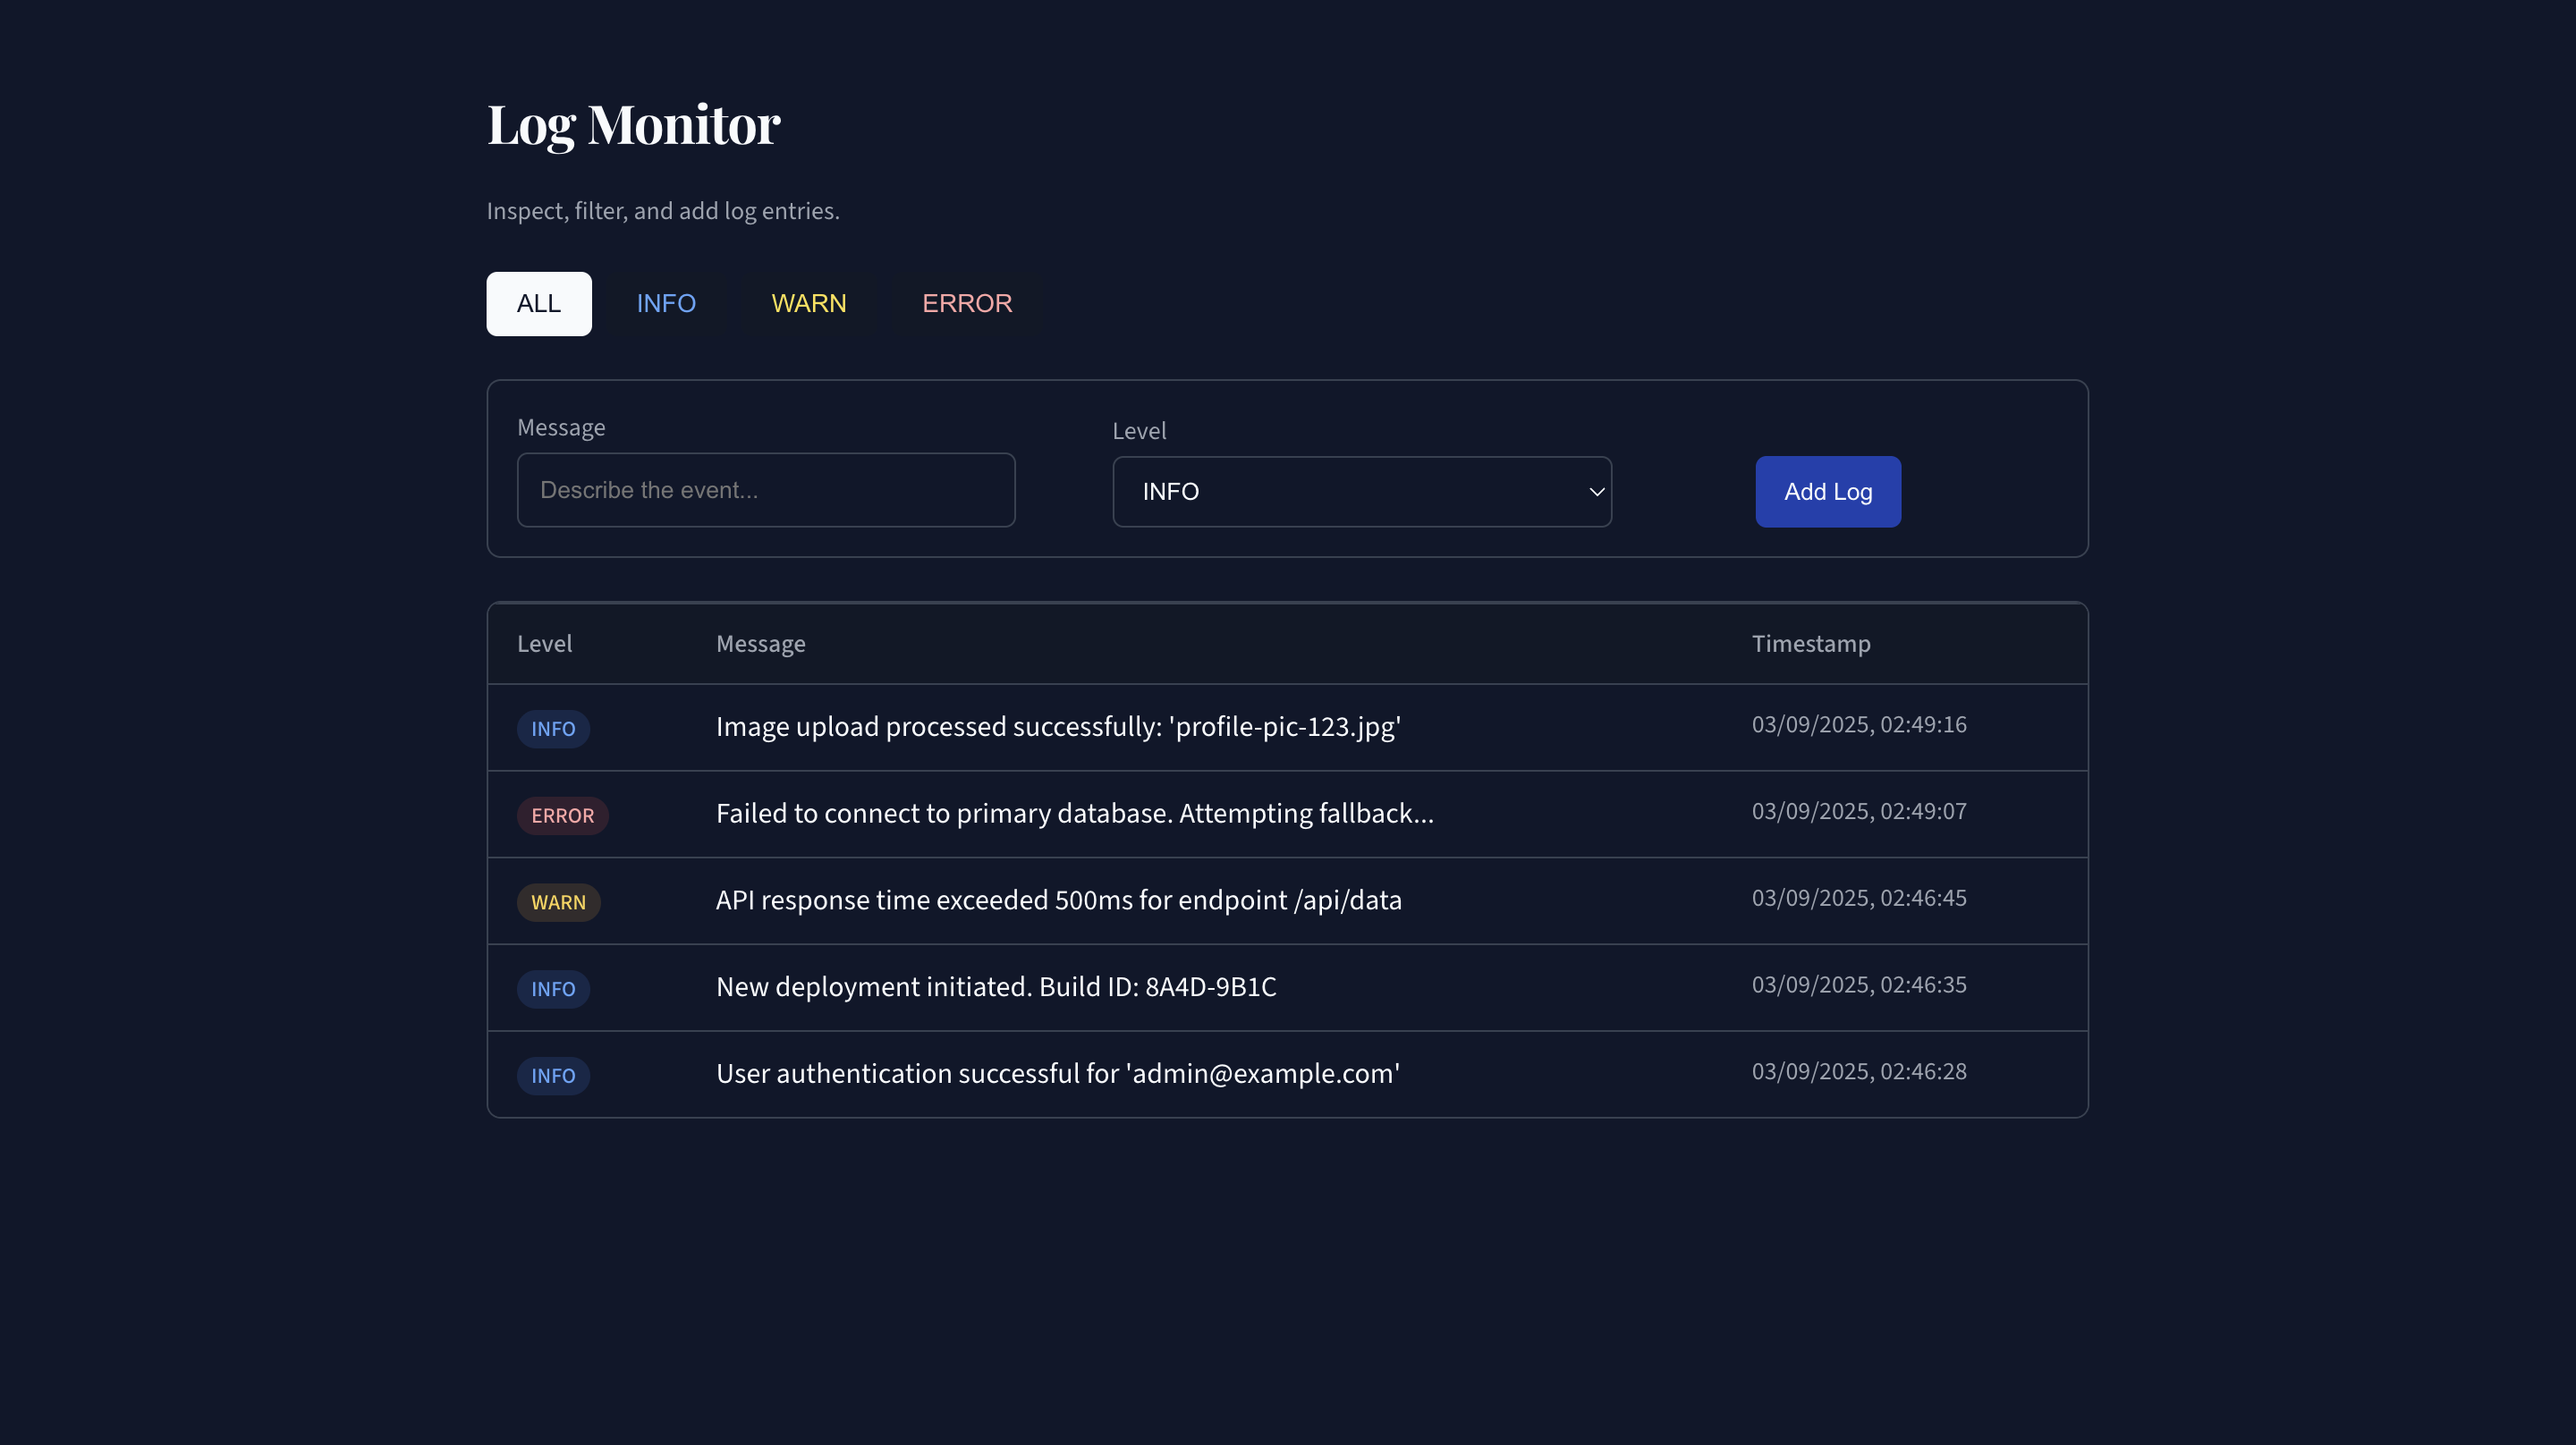 Log Monitor
Inspect, filter, and add log entries.
ALL INFO WARN ERROR
Message Level
Describe the event... INFO Add Log
Level Message Timestamp
INFO Image upload processed successfully: 'profile-pic-123.jpg' 03/09/2025, 02:49:16
ERROR Failed to connect to primary database. Attempting fallback... 03/09/2025, 02:49:07
WARN API response time exceeded 500ms for endpoint /api/data 03/09/2025, 02:46:45
INFO New deployment initiated. Build ID: 8A4D-9B1C 03/09/2025, 02:46:35
INFO User authentication successful for 'admin@example.com' 03/09/2025, 02:46:28